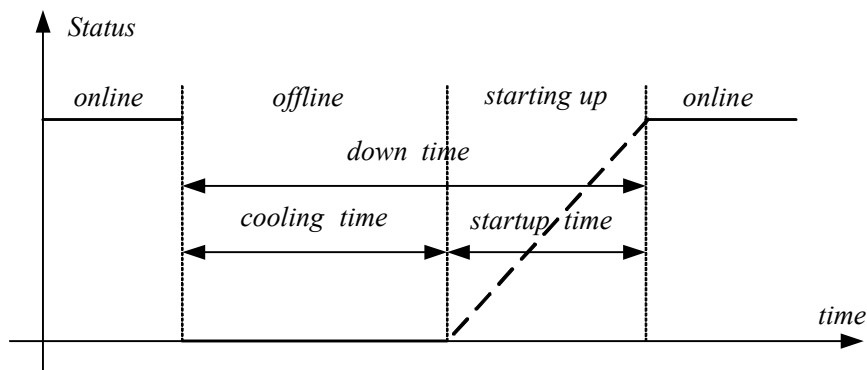 Status
online offline starting up online
down time
cooling time startup time
time